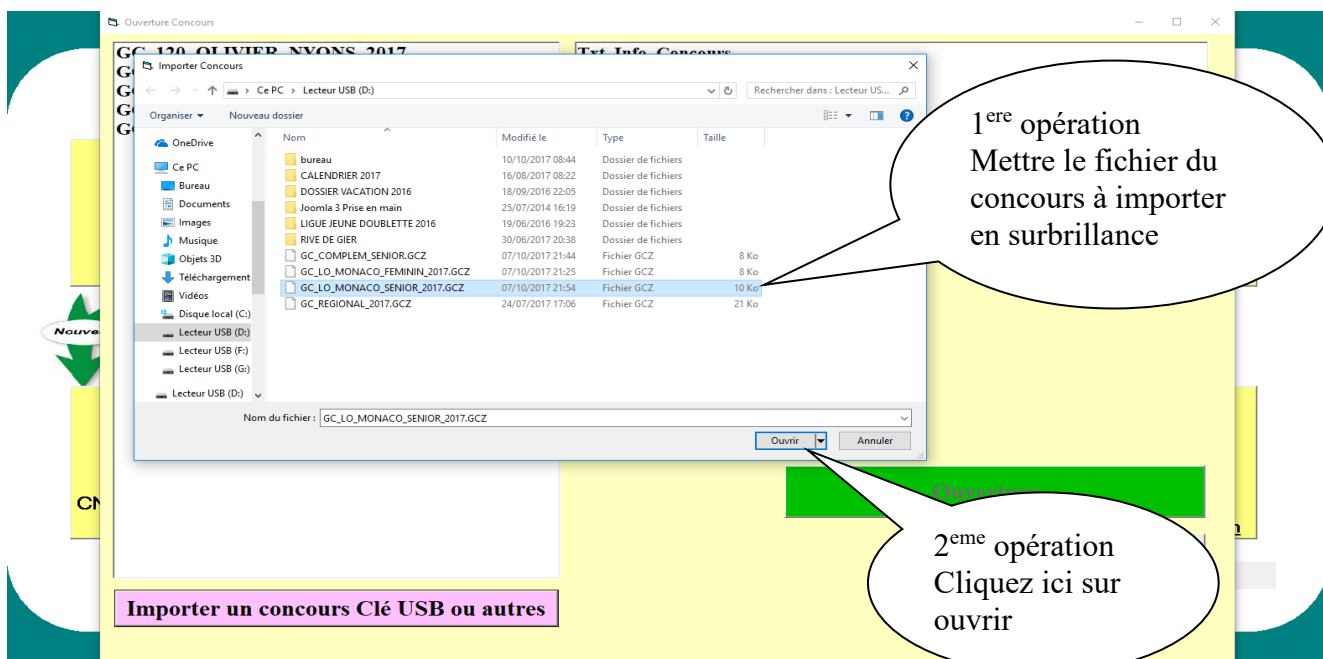 Ouverture Concours
GC_120_OLIVIER_NYONS_2017
Txt_Info_Concours
Importer Concours
Ce PC › Lecteur USB (D:)
Rechercher dans : Lecteur US...
Organiser
Nouveau dossier
Nom Modifié le Type Taille
OneDrive
Ce PC
Bureau
Documents
Images
Musique
Objets 3D
Téléchargement
Vidéos
Disque local (C:)
Lecteur USB (D:)
Lecteur USB (F:)
Lecteur USB (G:)
Lecteur USB (D:)
bureau 10/10/2017 08:44 Dossier de fichiers
CALENDRIER 2017 16/08/2017 08:22 Dossier de fichiers
DOSSIER VACATION 2016 18/09/2016 22:05 Dossier de fichiers
Joomla 3 Prise en main 25/07/2014 16:19 Dossier de fichiers
LIGUE JEUNE DOUBLETTE 2016 19/06/2016 19:23 Dossier de fichiers
RIVE DE GIER 30/06/2017 20:38 Dossier de fichiers
GC_COMPLEM_SENIOR.GCZ 07/10/2017 21:44 Fichier GCZ 8 Ko
GC_LO_MONACO_FEMININ_2017.GCZ 07/10/2017 21:25 Fichier GCZ 8 Ko
GC_LO_MONACO_SENIOR_2017.GCZ 07/10/2017 21:54 Fichier GCZ 10 Ko
GC_REGIONAL_2017.GCZ 24/07/2017 17:06 Fichier GCZ 21 Ko
Nom du fichier : GC_LO_MONACO_SENIOR_2017.GCZ
Ouvrir
Annuler
1ere opération
Mettre le fichier du
concours à importer
en surbrillance
2eme opération
Cliquez ici sur
ouvrir
Importer un concours Clé USB ou autres